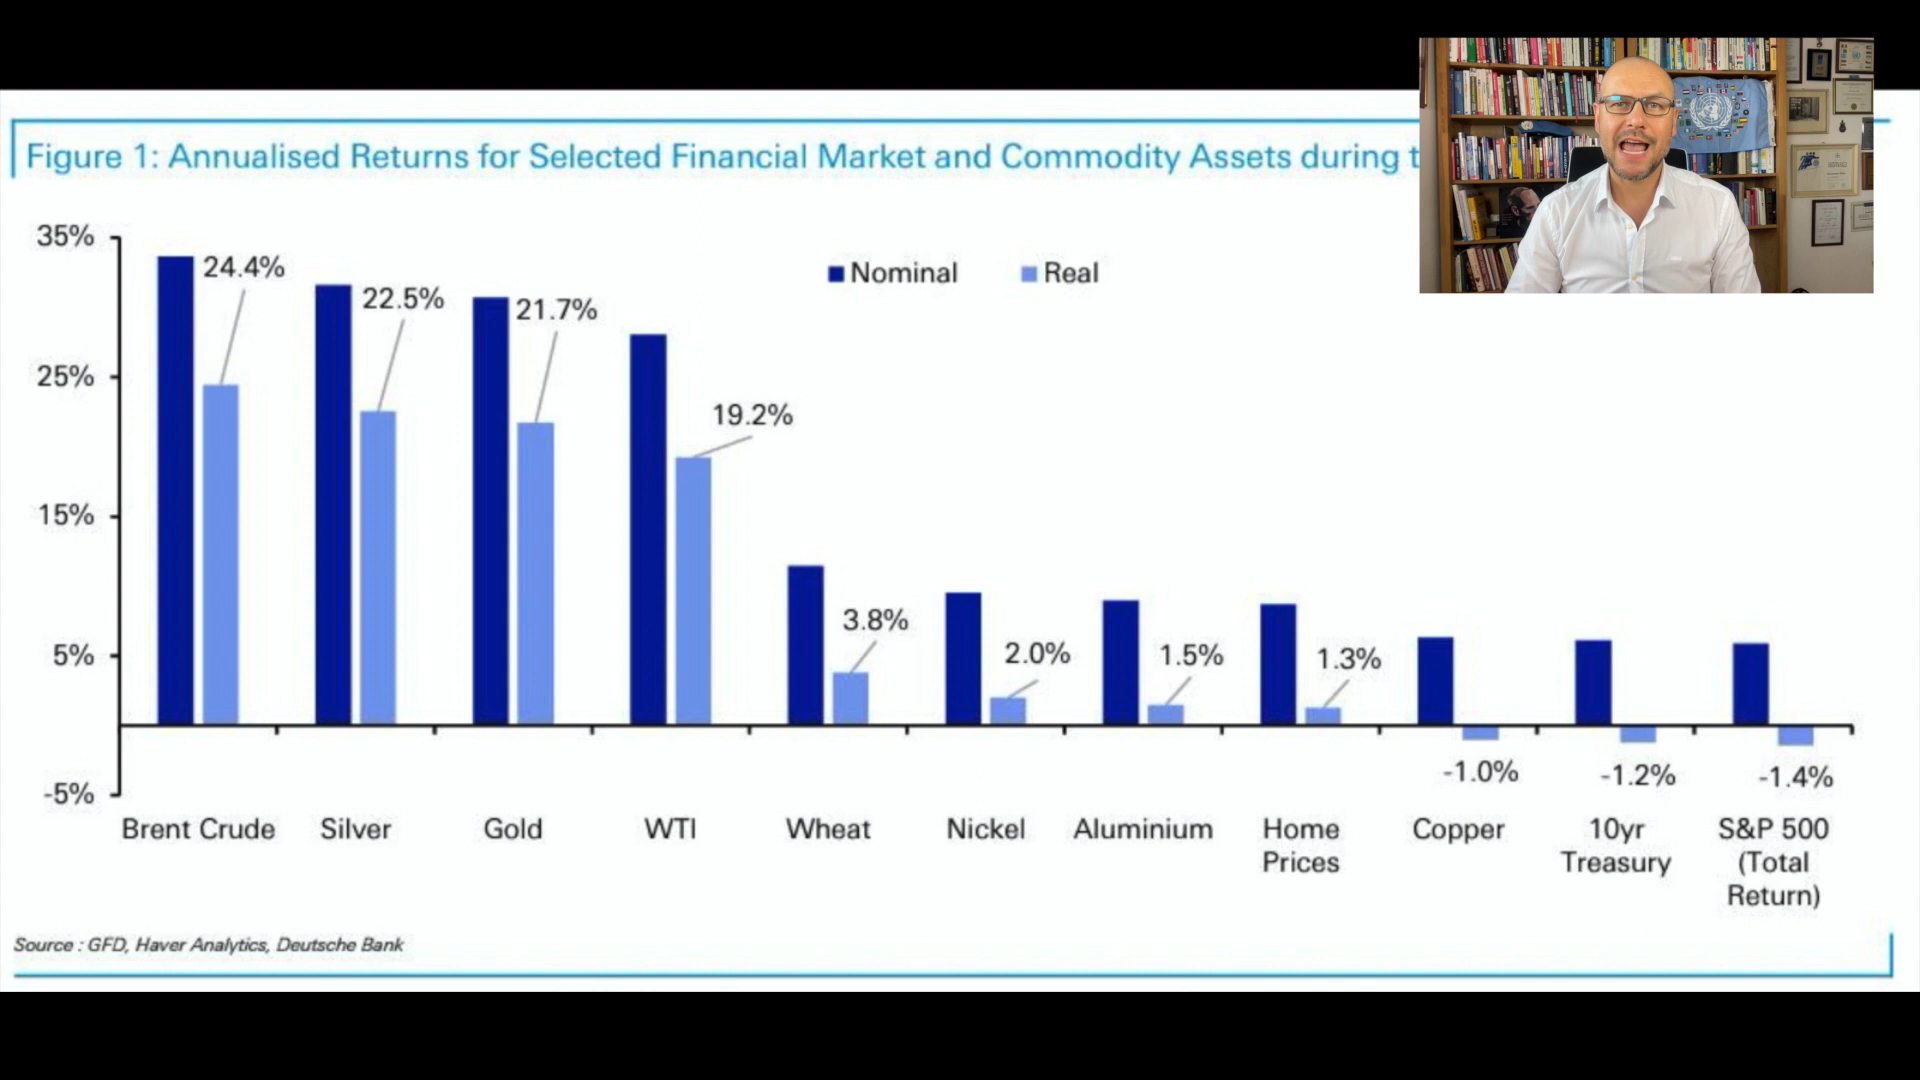 Figure 1: Annualised Returns for Selected Financial Market and Commodity Assets during t
35%
25%
15%
5%
-5%
Nominal
Real
24.4%
22.5%
21.7%
19.2%
3.8%
2.0%
1.5%
1.3%
-1.0%
-1.2%
-1.4%
Brent Crude
Silver
Gold
WTI
Wheat
Nickel
Aluminium
Home
Prices
Copper
10yr
Treasury
S&P 500
(Total
Return)
Source : GFD, Haver Analytics, Deutsche Bank